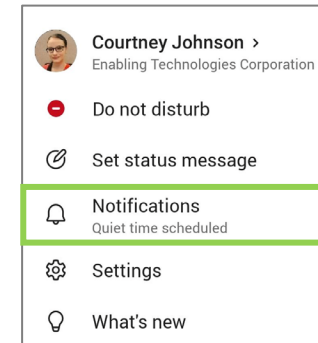 Courtney Johnson >
Enabling Technologies Corporation
Do not disturb
Set status message
Notifications
Quiet time scheduled
Settings
What's new